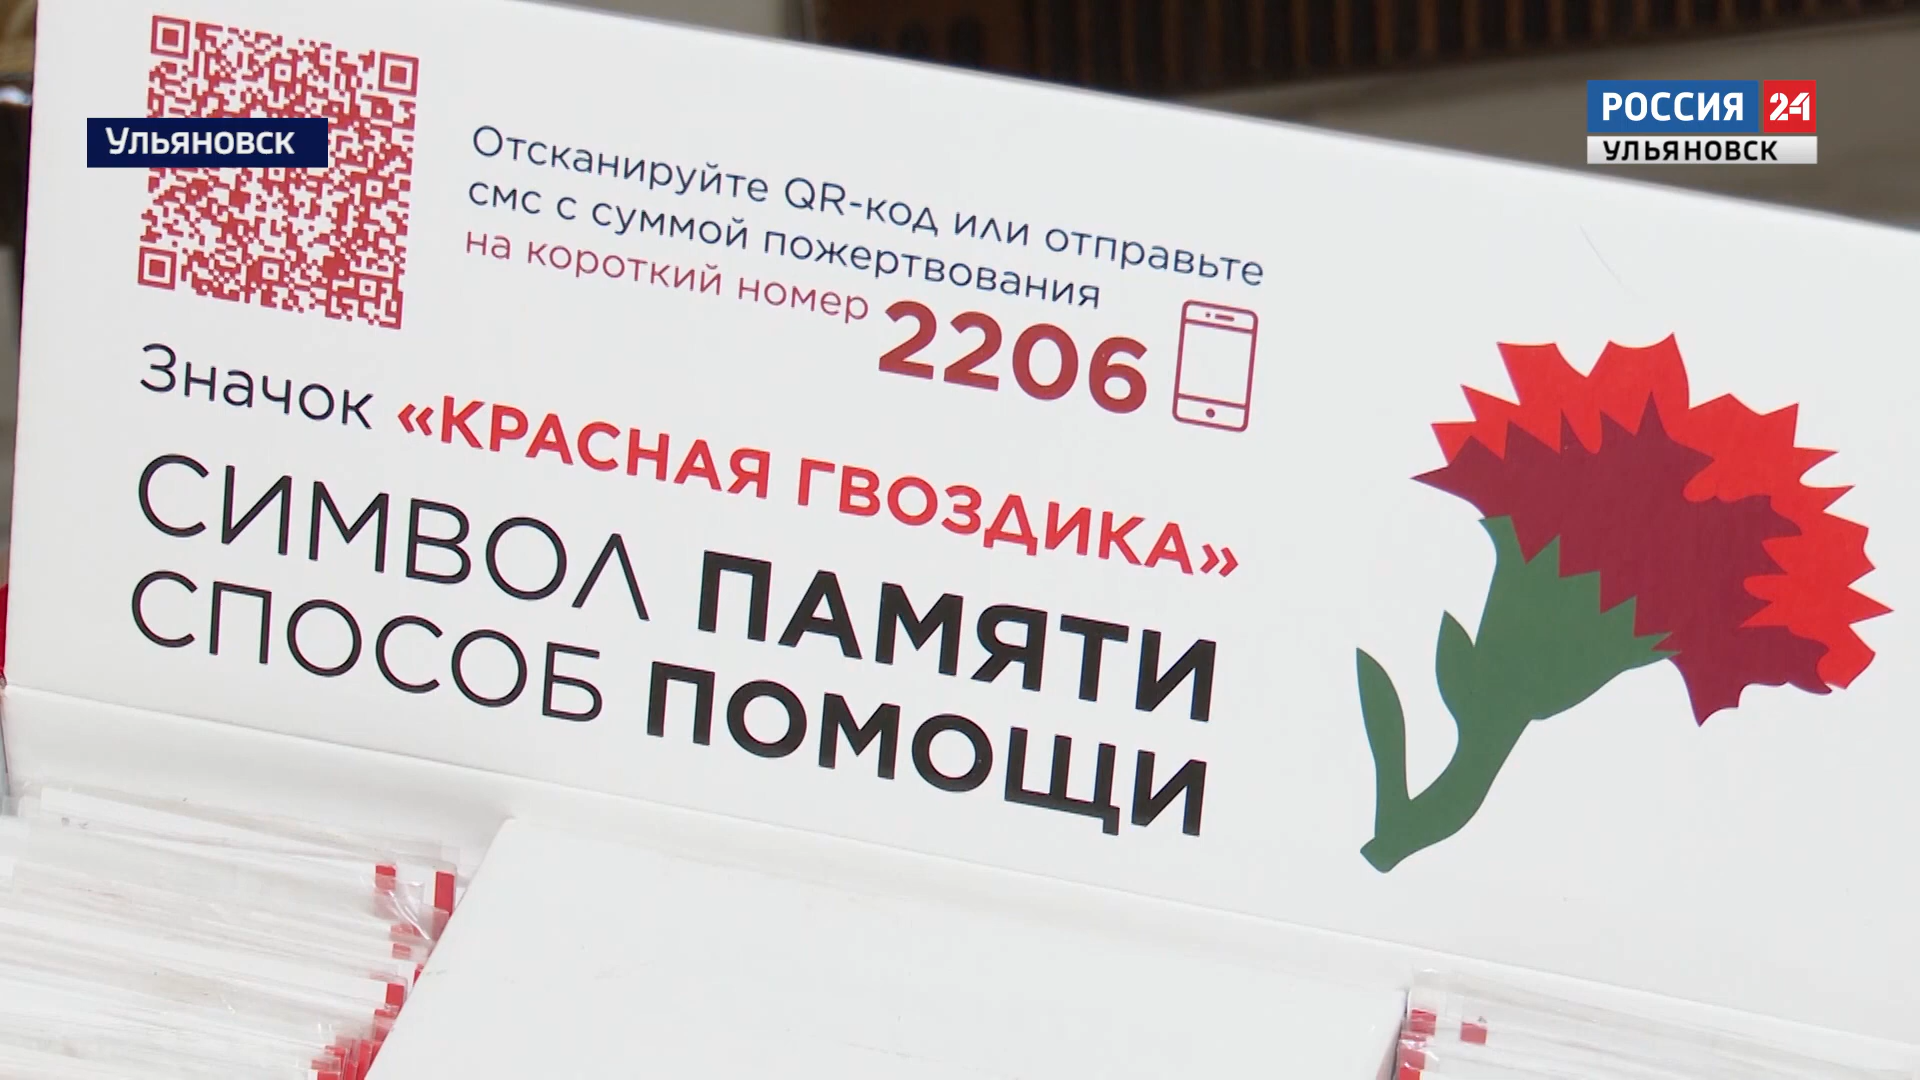 УЛЬЯНОВСК
РОССИЯ 24
УЛЬЯНОВСК
Отсканируйте QR-код или отправьте
смс с суммой пожертвования
на короткий номер 2206
Значок «КРАСНАЯ ГВОЗДИКА»
СИМВОЛ ПАМЯТИ
СПОСОБ ПОМОЩИ